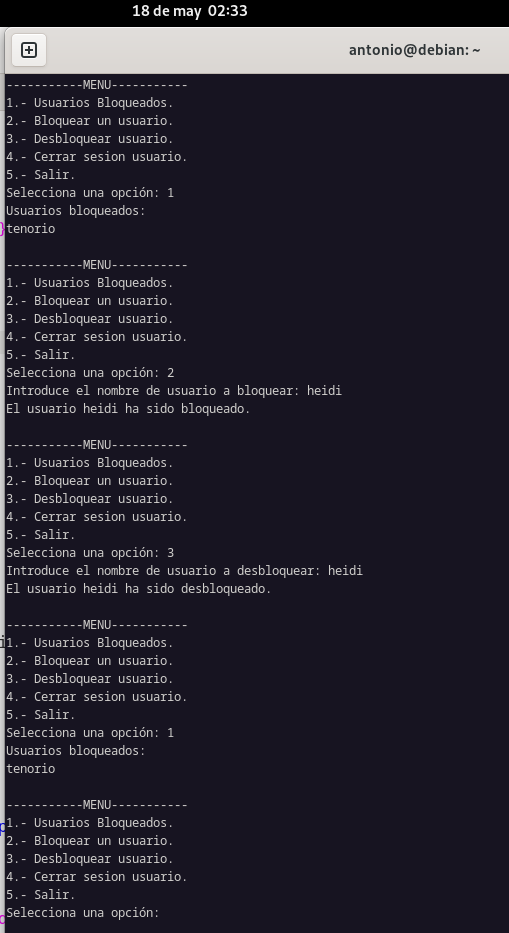 18 de may 02:33
antonio@debian: ~
-----------MENU-----------
1.- Usuarios Bloqueados.
2.- Bloquear un usuario.
3.- Desbloquear usuario.
4.- Cerrar sesion usuario.
5.- Salir.
Selecciona una opción: 1
Usuarios bloqueados:
tenorio
-----------MENU-----------
1.- Usuarios Bloqueados.
2.- Bloquear un usuario.
3.- Desbloquear usuario.
4.- Cerrar sesion usuario.
5.- Salir.
Selecciona una opción: 2
Introduce el nombre de usuario a bloquear: heidi
El usuario heidi ha sido bloqueado.
-----------MENU-----------
1.- Usuarios Bloqueados.
2.- Bloquear un usuario.
3.- Desbloquear usuario.
4.- Cerrar sesion usuario.
5.- Salir.
Selecciona una opción: 3
Introduce el nombre de usuario a desbloquear: heidi
El usuario heidi ha sido desbloqueado.
-----------MENU-----------
1.- Usuarios Bloqueados.
2.- Bloquear un usuario.
3.- Desbloquear usuario.
4.- Cerrar sesion usuario.
5.- Salir.
Selecciona una opción: 1
Usuarios bloqueados:
tenorio
-----------MENU-----------
1.- Usuarios Bloqueados.
2.- Bloquear un usuario.
3.- Desbloquear usuario.
4.- Cerrar sesion usuario.
5.- Salir.
Selecciona una opción: